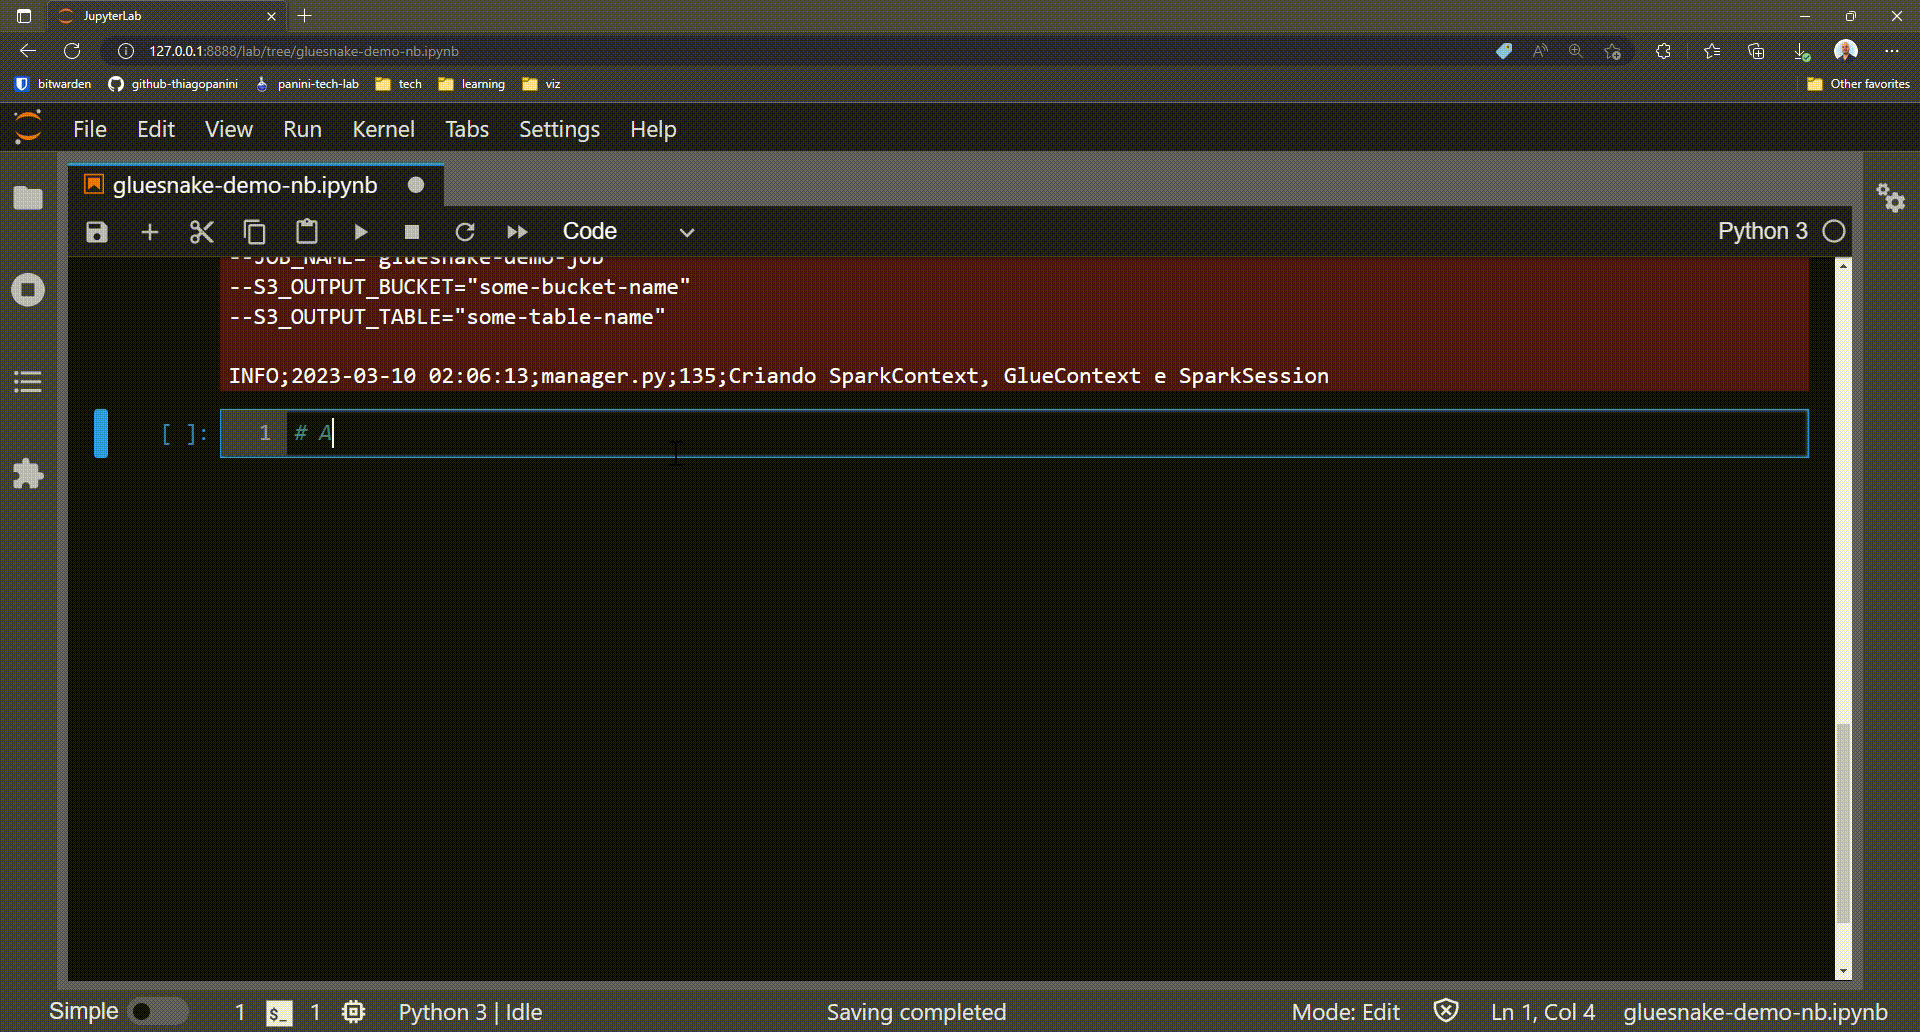 JupyterLab
127.0.0.1:8888/lab/tree/gluesnake-demo-nb.ipynb
bitwarden github-thiagopanini panini-tech-lab tech learning viz Other favorites
File Edit View Run Kernel Tabs Settings Help
gluesnake-demo-nb.ipynb
Code Python 3
--JOB_NAME="gluesnake-demo-job"
--S3_OUTPUT_BUCKET="some-bucket-name"
--S3_OUTPUT_TABLE="some-table-name"
INFO;2023-03-10 02:06:13;manager.py;135;Criando SparkContext, GlueContext e SparkSession
[ ]: 1 # A
Simple 1 $_ 1 Python 3 | Idle Saving completed Mode: Edit Ln 1, Col 4 gluesnake-demo-nb.ipynb